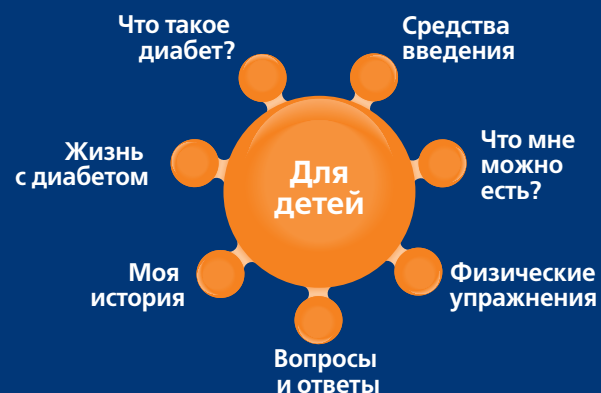 Что такое
диабет?
Средства
введения
Жизнь
с диабетом
Для
детей
Что мне
можно
есть?
Моя
история
Физические
упражнения
Вопросы
и ответы